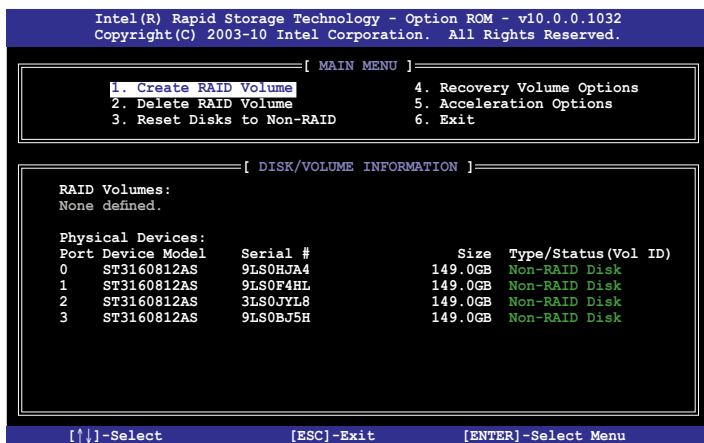 Intel(R) Rapid Storage Technology - Option ROM - v10.0.0.1032
Copyright(C) 2003-10 Intel Corporation.  All Rights Reserved.
[ MAIN MENU ]
1. Create RAID Volume 4. Recovery Volume Options
2. Delete RAID Volume 5. Acceleration Options
3. Reset Disks to Non-RAID 6. Exit
[ DISK/VOLUME INFORMATION ]
RAID Volumes:
None defined.
Physical Devices:
Port Device Model Serial # Size Type/Status(Vol ID)
0 ST3160812AS 9LS0HJA4 149.0GB Non-RAID Disk
1 ST3160812AS 9LS0F4HL 149.0GB Non-RAID Disk
2 ST3160812AS 3LS0JYL8 149.0GB Non-RAID Disk
3 ST3160812AS 9LS0BJ5H 149.0GB Non-RAID Disk
[↑↓]-Select [ESC]-Exit [ENTER]-Select Menu